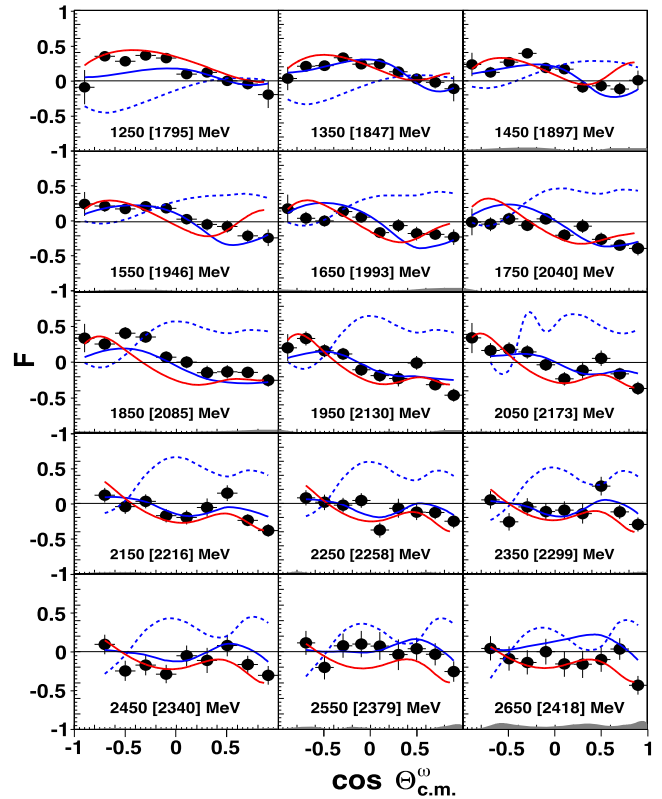 1
0.5
0
-0.5
-1
1250 [1795] MeV
1350 [1847] MeV
1450 [1897] MeV
0.5
0
-0.5
-1
1550 [1946] MeV
1650 [1993] MeV
1750 [2040] MeV
F
0.5
0
-0.5
-1
1850 [2085] MeV
1950 [2130] MeV
2050 [2173] MeV
0.5
0
-0.5
-1
2150 [2216] MeV
2250 [2258] MeV
2350 [2299] MeV
0.5
0
-0.5
-1
2450 [2340] MeV
2550 [2379] MeV
2650 [2418] MeV
-1 -0.5 0 0.5 -0.5 0 0.5 -0.5 0 0.5 1
cos Θ^ω_c.m.